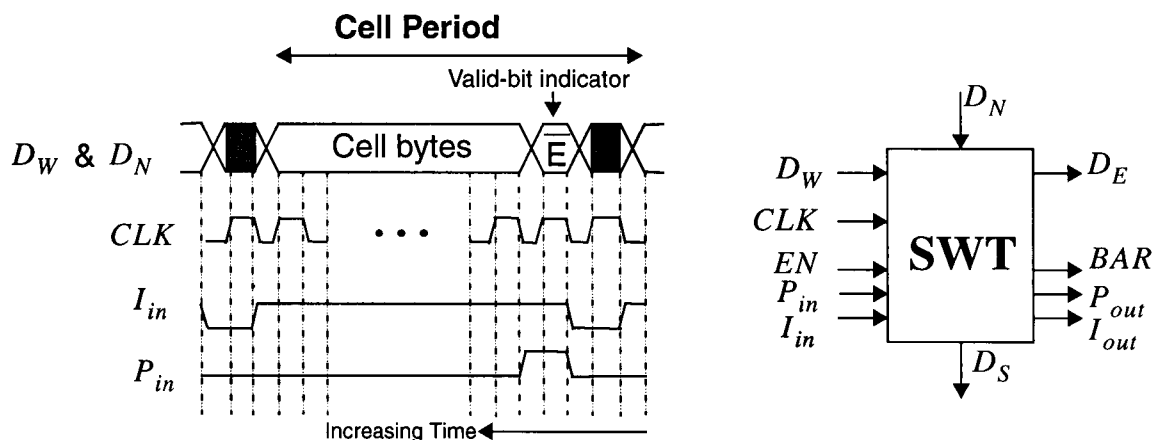 Cell Period
Valid-bit indicator
D_W & D_N
Cell bytes
E̅
CLK
• • •
I_in
P_in
Increasing Time
D_N
D_W
CLK
EN
P_in
I_in
SWT
D_E
BAR
P_out
I_out
D_S